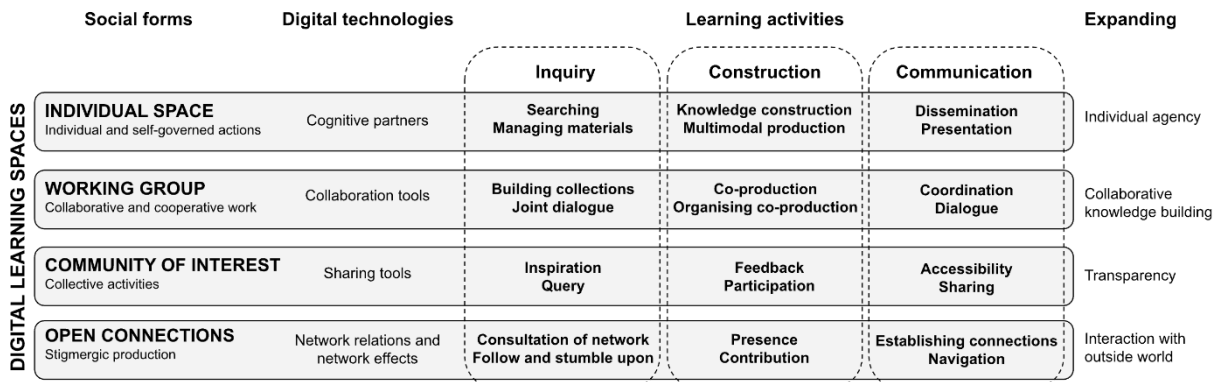 Social forms
Digital technologies
Learning activities
Expanding
Inquiry
Construction
Communication
DIGITAL LEARNING SPACES
INDIVIDUAL SPACE
Individual and self-governed actions
Cognitive partners
Searching
Managing materials
Knowledge construction
Multimodal production
Dissemination
Presentation
Individual agency
WORKING GROUP
Collaborative and cooperative work
Collaboration tools
Building collections
Joint dialogue
Co-production
Organising co-production
Coordination
Dialogue
Collaborative
knowledge building
COMMUNITY OF INTEREST
Collective activities
Sharing tools
Inspiration
Query
Feedback
Participation
Accessibility
Sharing
Transparency
OPEN CONNECTIONS
Stigmergic production
Network relations and
network effects
Consultation of network
Follow and stumble upon
Presence
Contribution
Establishing connections
Navigation
Interaction with
outside world